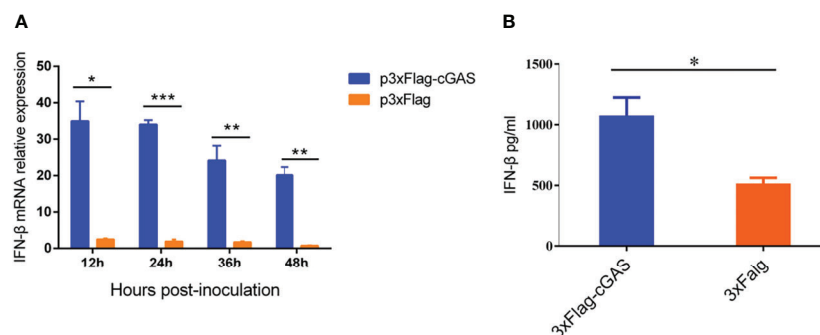 A
IFN-β mRNA relative expression
50
40
30
20
10
0
*
***
**
**
12h 24h 36h 48h
Hours post-inoculation
p3xFlag-cGAS
p3xFlag
B
IFN-β pg/ml
1500
1000
500
0
*
3xFlag-cGAS
3xFalg